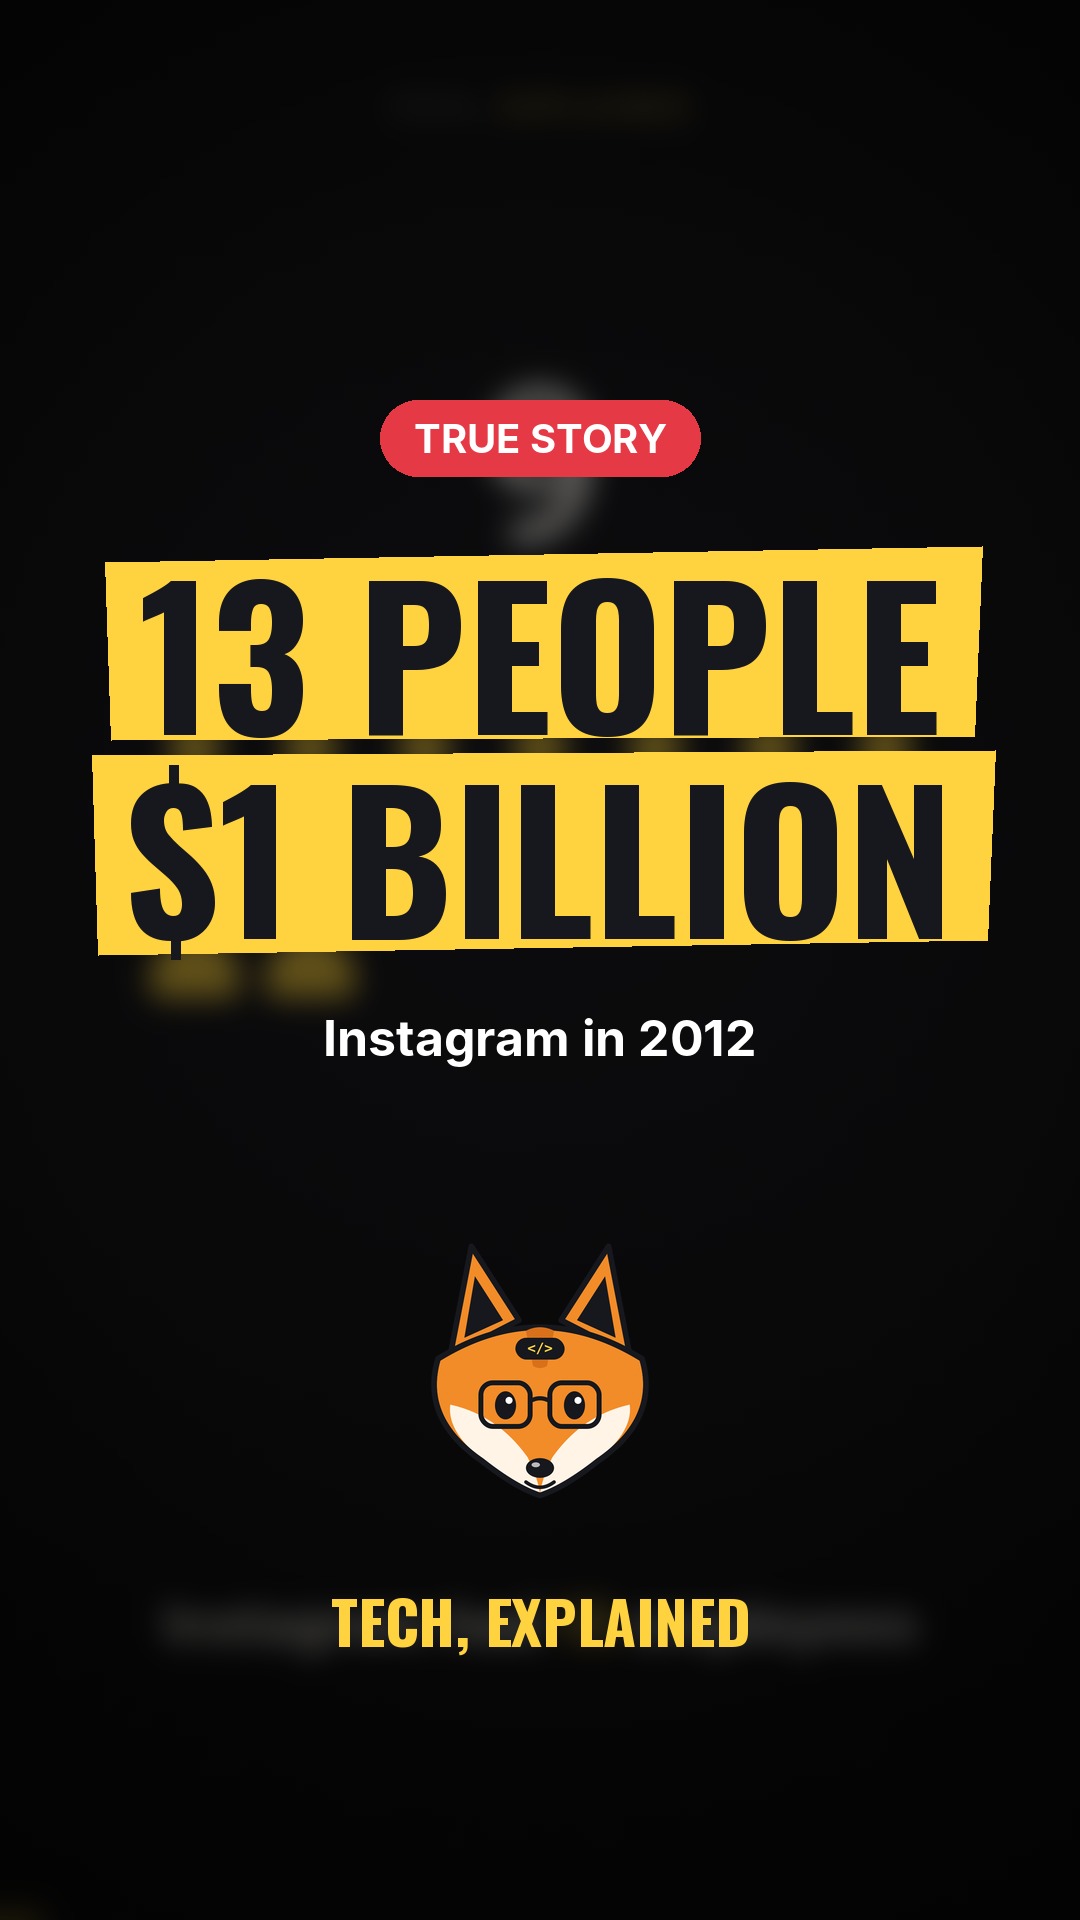 TRUE STORY
13 PEOPLE
$1 BILLION
Instagram in 2012
</>
TECH, EXPLAINED